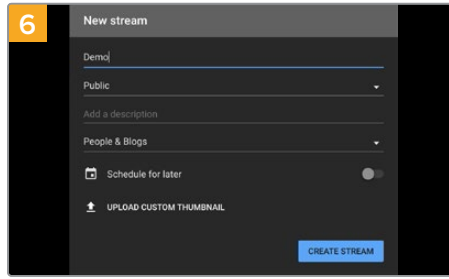 6
New stream
Demo
Public
Add a description
People & Blogs
Schedule for later
UPLOAD CUSTOM THUMBNAIL
CREATE STREAM